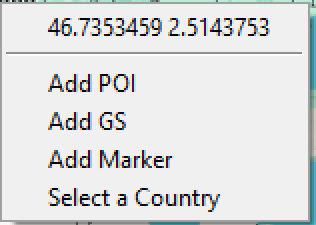 46.7353459 2.5143753
Add POI
Add GS
Add Marker
Select a Country